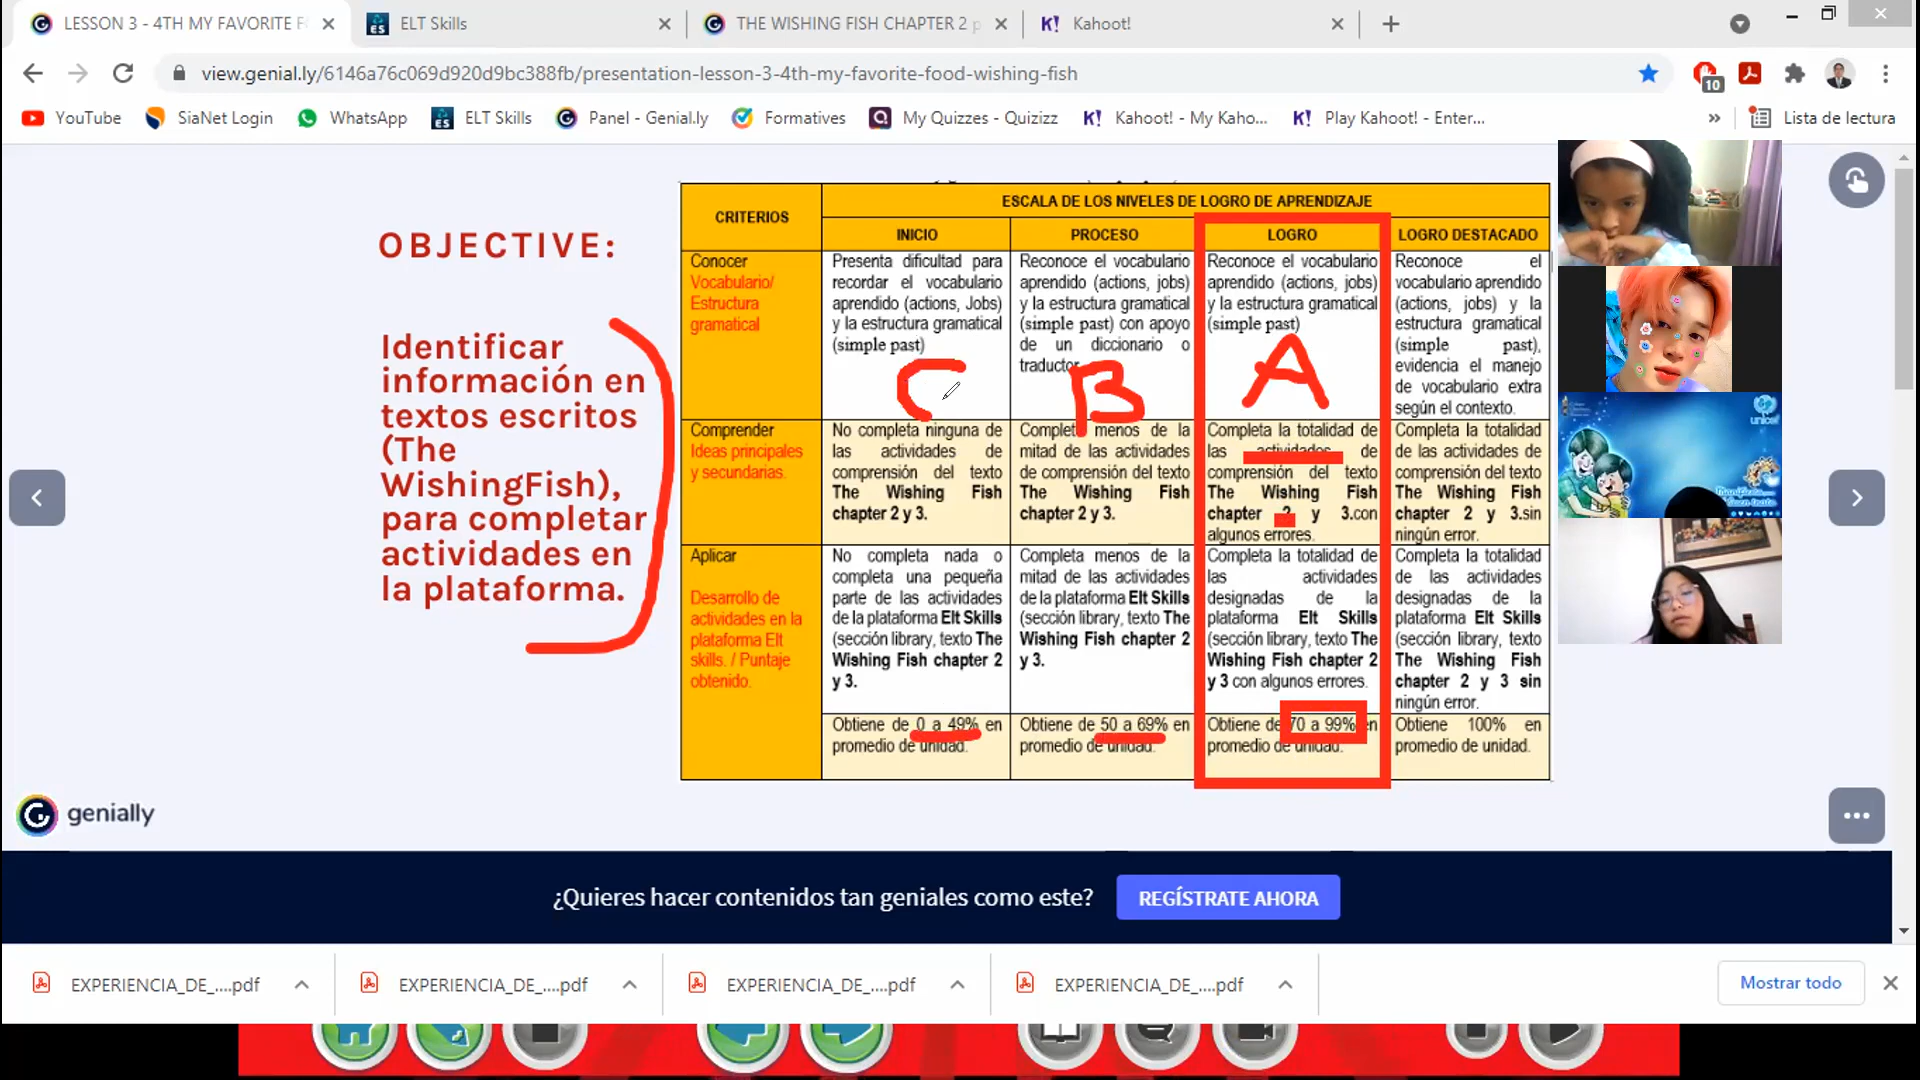 LESSON 3 - 4TH MY FAVORITE F
ELT Skills
THE WISHING FISH CHAPTER 2 p
Kahoot!
view.genial.ly/6146a76c069d920d9bc388fb/presentation-lesson-3-4th-my-favorite-food-wishing-fish
10
YouTube
SiaNet Login
WhatsApp
ELT Skills
Panel - Genial.ly
Formatives
My Quizzes - Quizizz
Kahoot! - My Kaho...
Play Kahoot! - Enter...
Lista de lectura
OBJECTIVE:
Identificar
información en
textos escritos
(The
WishingFish),
para completar
actividades en
la plataforma.
CRITERIOS
ESCALA DE LOS NIVELES DE LOGRO DE APRENDIZAJE
INICIO
PROCESO
LOGRO
LOGRO DESTACADO
Conocer
Vocabulario/
Estructura
gramatical
Presenta dificultad para
recordar el vocabulario
aprendido (actions, Jobs)
y la estructura gramatical
(simple past)
C
Reconoce el vocabulario
aprendido (actions, jobs)
y la estructura gramatical
(simple past) con apoyo
de un diccionario o
traductor.
B
Reconoce el vocabulario
aprendido (actions, jobs)
y la estructura gramatical
(simple past)
A
Reconoce el
vocabulario aprendido
(actions, jobs) y la
estructura gramatical
(simple past),
evidencia el manejo
de vocabulario extra
según el contexto.
Comprender
Ideas principales
y secundarias.
No completa ninguna de
las actividades de
comprensión del texto
The Wishing Fish
chapter 2 y 3.
Completa menos de la
mitad de las actividades
de comprensión del texto
The Wishing Fish
chapter 2 y 3.
Completa la totalidad de
las actividades de
comprensión del texto
The Wishing Fish
chapter 2 y 3.con
algunos errores.
Completa la totalidad
de las actividades de
comprensión del texto
The Wishing Fish
chapter 2 y 3.sin
ningún error.
Aplicar
Desarrollo de
actividades en la
plataforma Elt
skills. / Puntaje
obtenido.
No completa nada o
completa una pequeña
parte de las actividades
de la plataforma Elt Skills
(sección library, texto The
Wishing Fish chapter 2
y 3.
Completa menos de la
mitad de las actividades
de la plataforma Elt Skills
(sección library, texto The
Wishing Fish chapter 2
y 3.
Completa la totalidad de
las actividades
designadas de la
plataforma Elt Skills
(sección library, texto The
Wishing Fish chapter 2
y 3 con algunos errores.
Completa la totalidad
de las actividades
designadas de la
plataforma Elt Skills
(sección library, texto
The Wishing Fish
chapter 2 y 3 sin
ningún error.
Obtiene de 0 a 49% en
promedio de unidad.
Obtiene de 50 a 69% en
promedio de unidad.
Obtiene de 70 a 99% en
promedio de unidad.
Obtiene 100% en
promedio de unidad.
unicef
genially
¿Quieres hacer contenidos tan geniales como este?
REGÍSTRATE AHORA
EXPERIENCIA_DE_....pdf
EXPERIENCIA_DE_....pdf
EXPERIENCIA_DE_....pdf
EXPERIENCIA_DE_....pdf
Mostrar todo